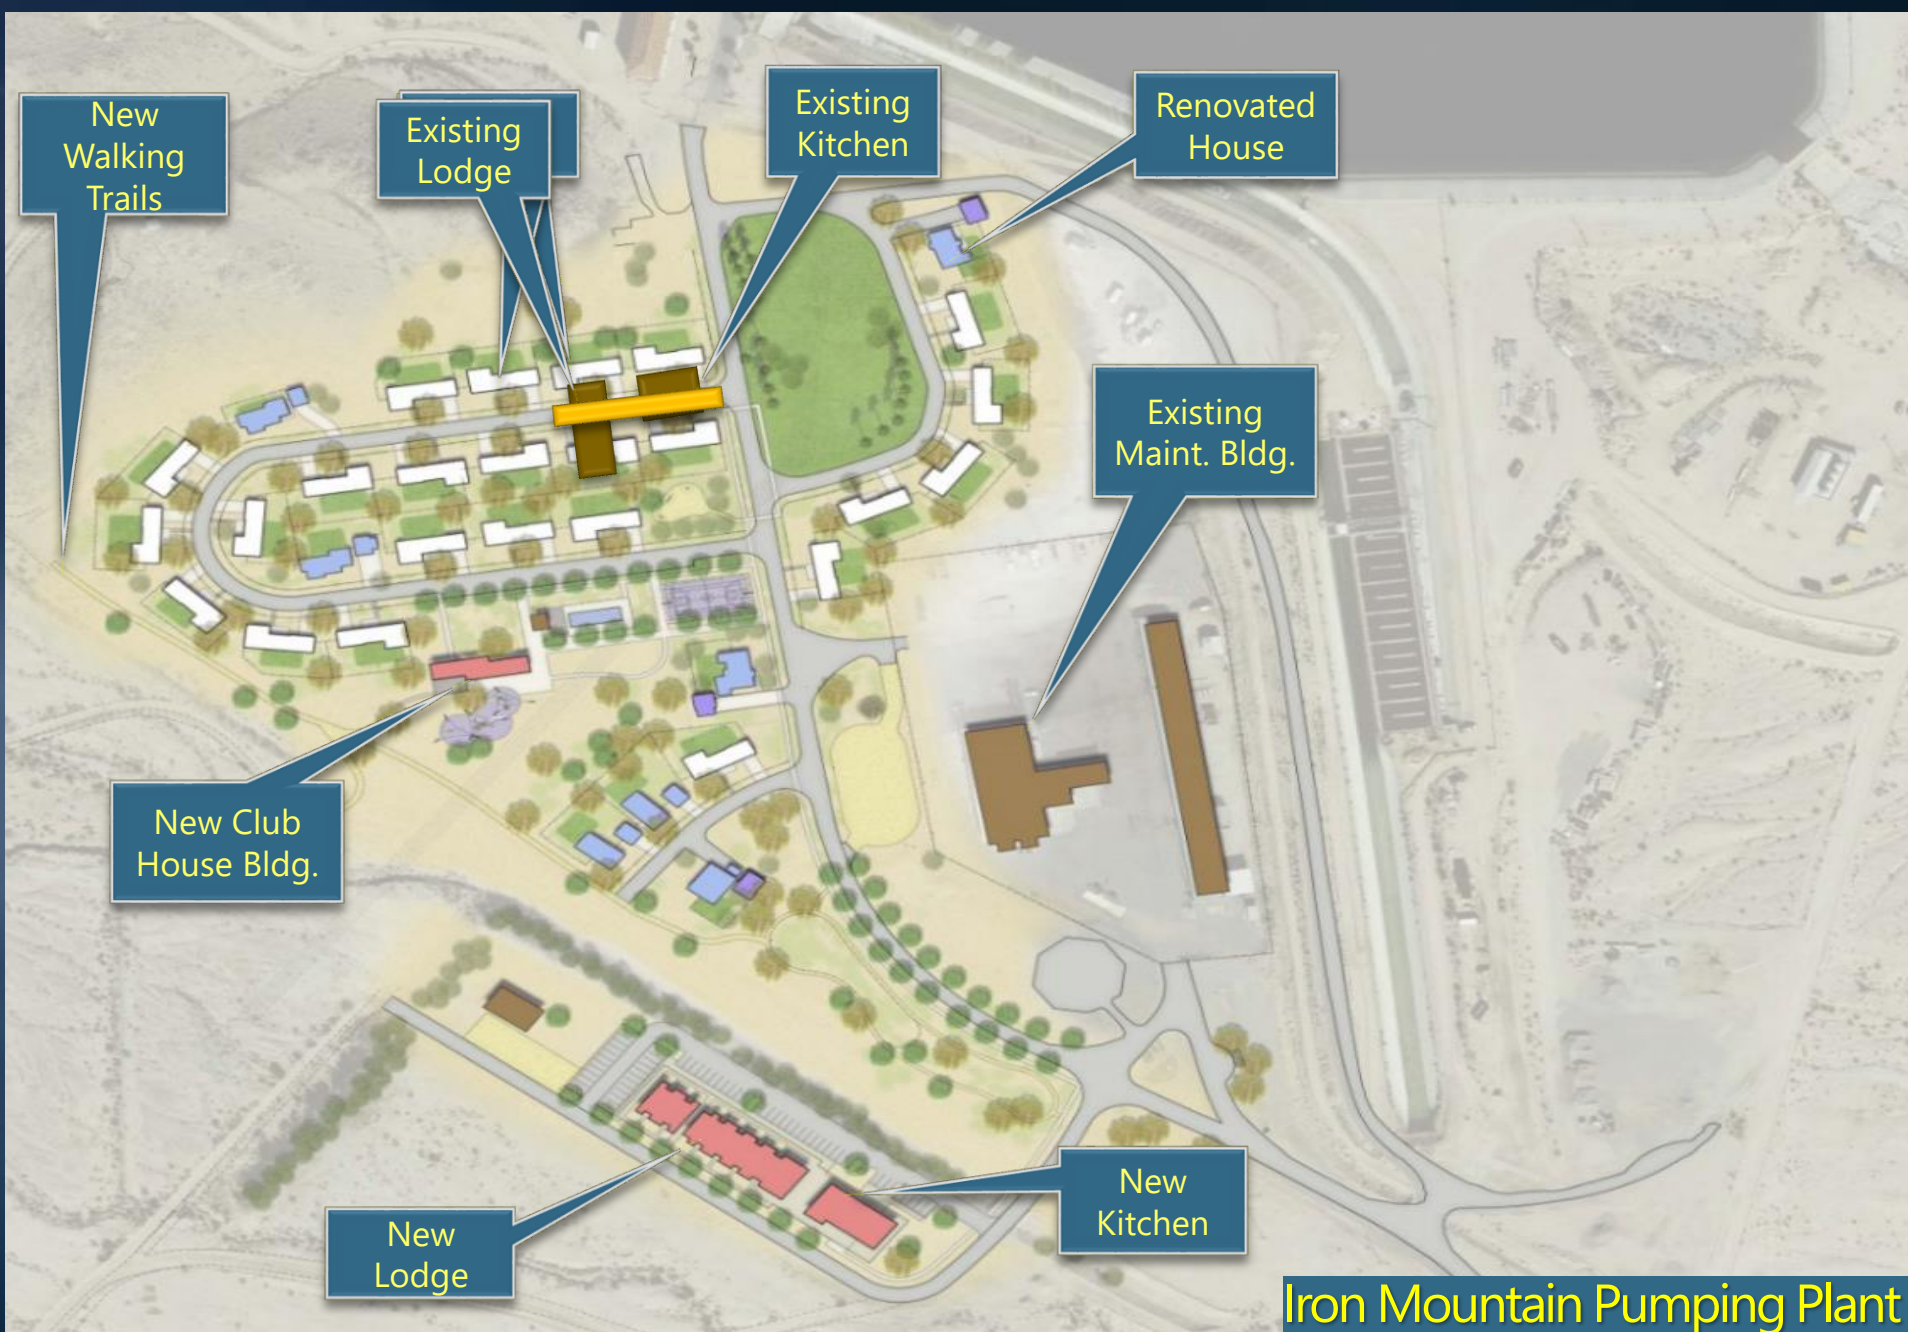 New
Walking
Trails
Existing
Lodge
Existing
Kitchen
Renovated
House
Existing
Maint. Bldg.
New Club
House Bldg.
New
Lodge
New
Kitchen
Iron Mountain Pumping Plant